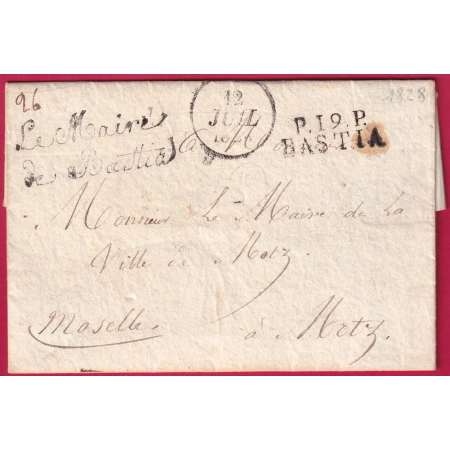 26
1828
Le Maire
de Bastia
12
JUIL
P.19.P.
BASTIA
Monsieur Le Maire de La
Ville de Metz
Moselle.
à Metz.